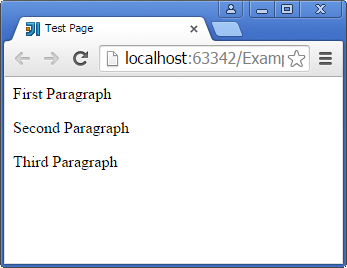 Test Page
localhost:63342/Examp
First Paragraph
Second Paragraph
Third Paragraph